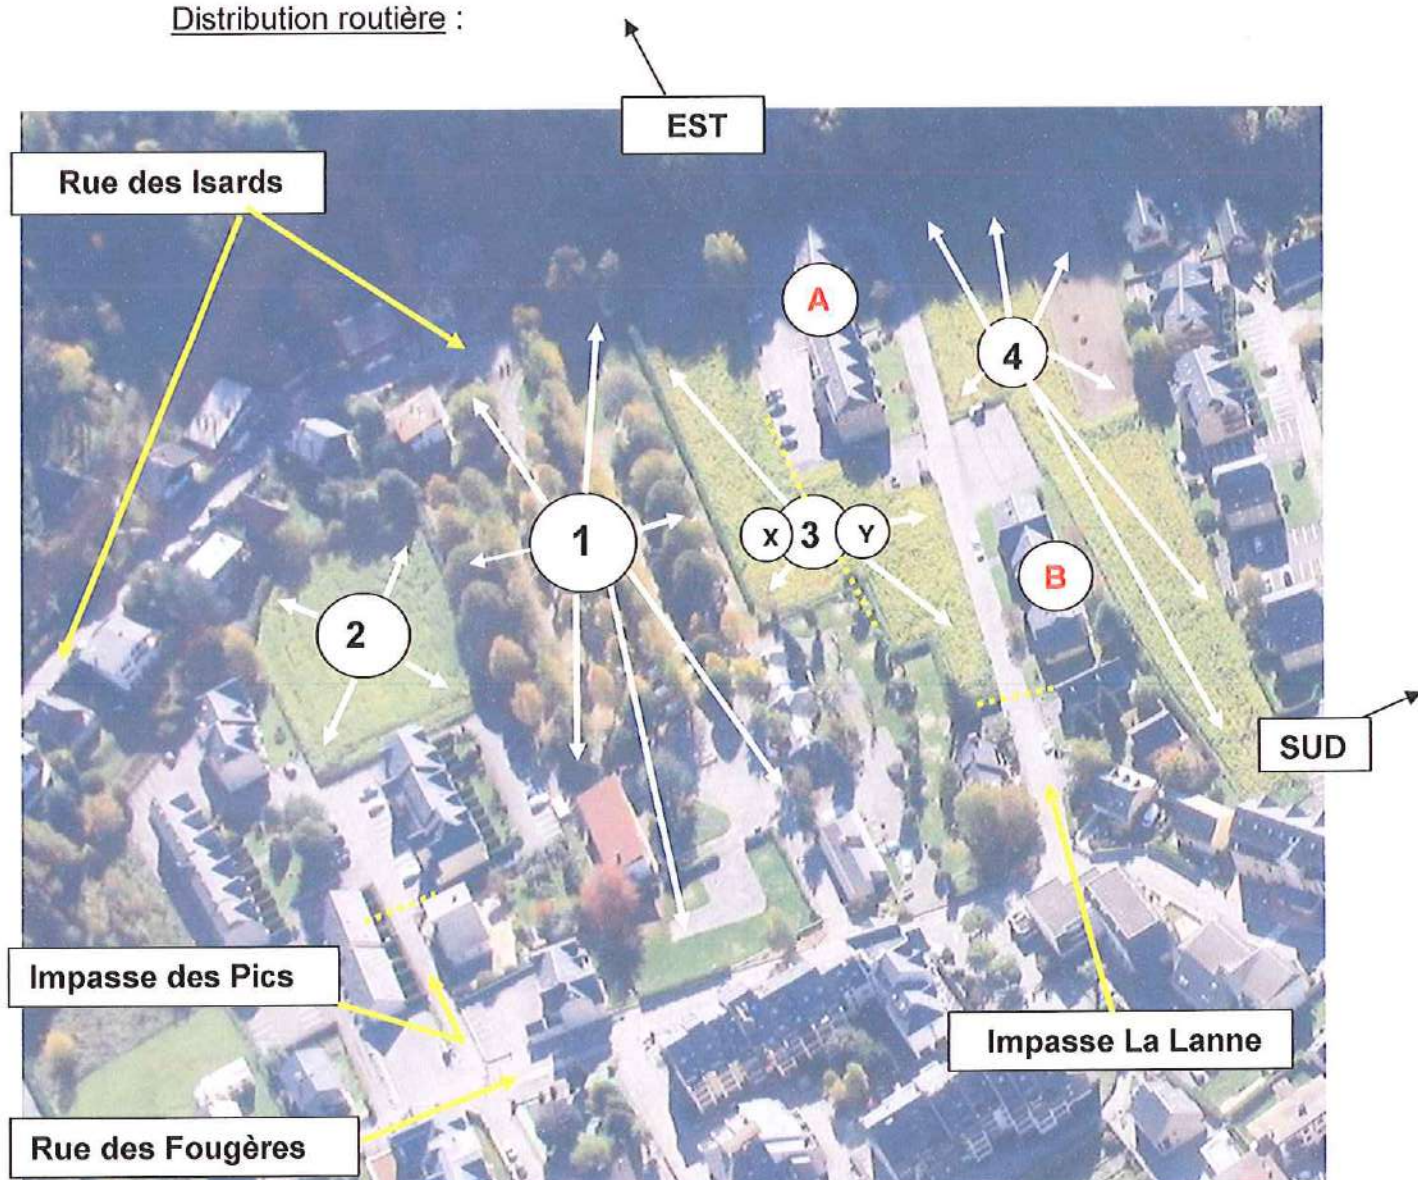 Distribution routière :
EST
Rue des Isards
A
4
1
X 3 Y
B
2
SUD
Impasse des Pics
Impasse La Lanne
Rue des Fougères